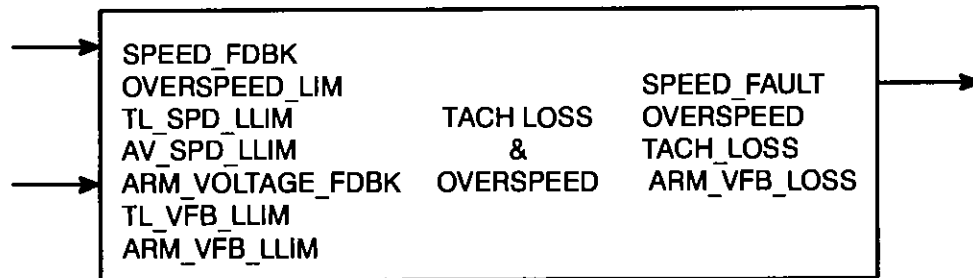 SPEED_FDBK
OVERSPEED_LIM
TL_SPD_LLIM
AV_SPD_LLIM
ARM_VOLTAGE_FDBK
TL_VFB_LLIM
ARM_VFB_LLIM
TACH LOSS
&
OVERSPEED
SPEED_FAULT
OVERSPEED
TACH_LOSS
ARM_VFB_LOSS